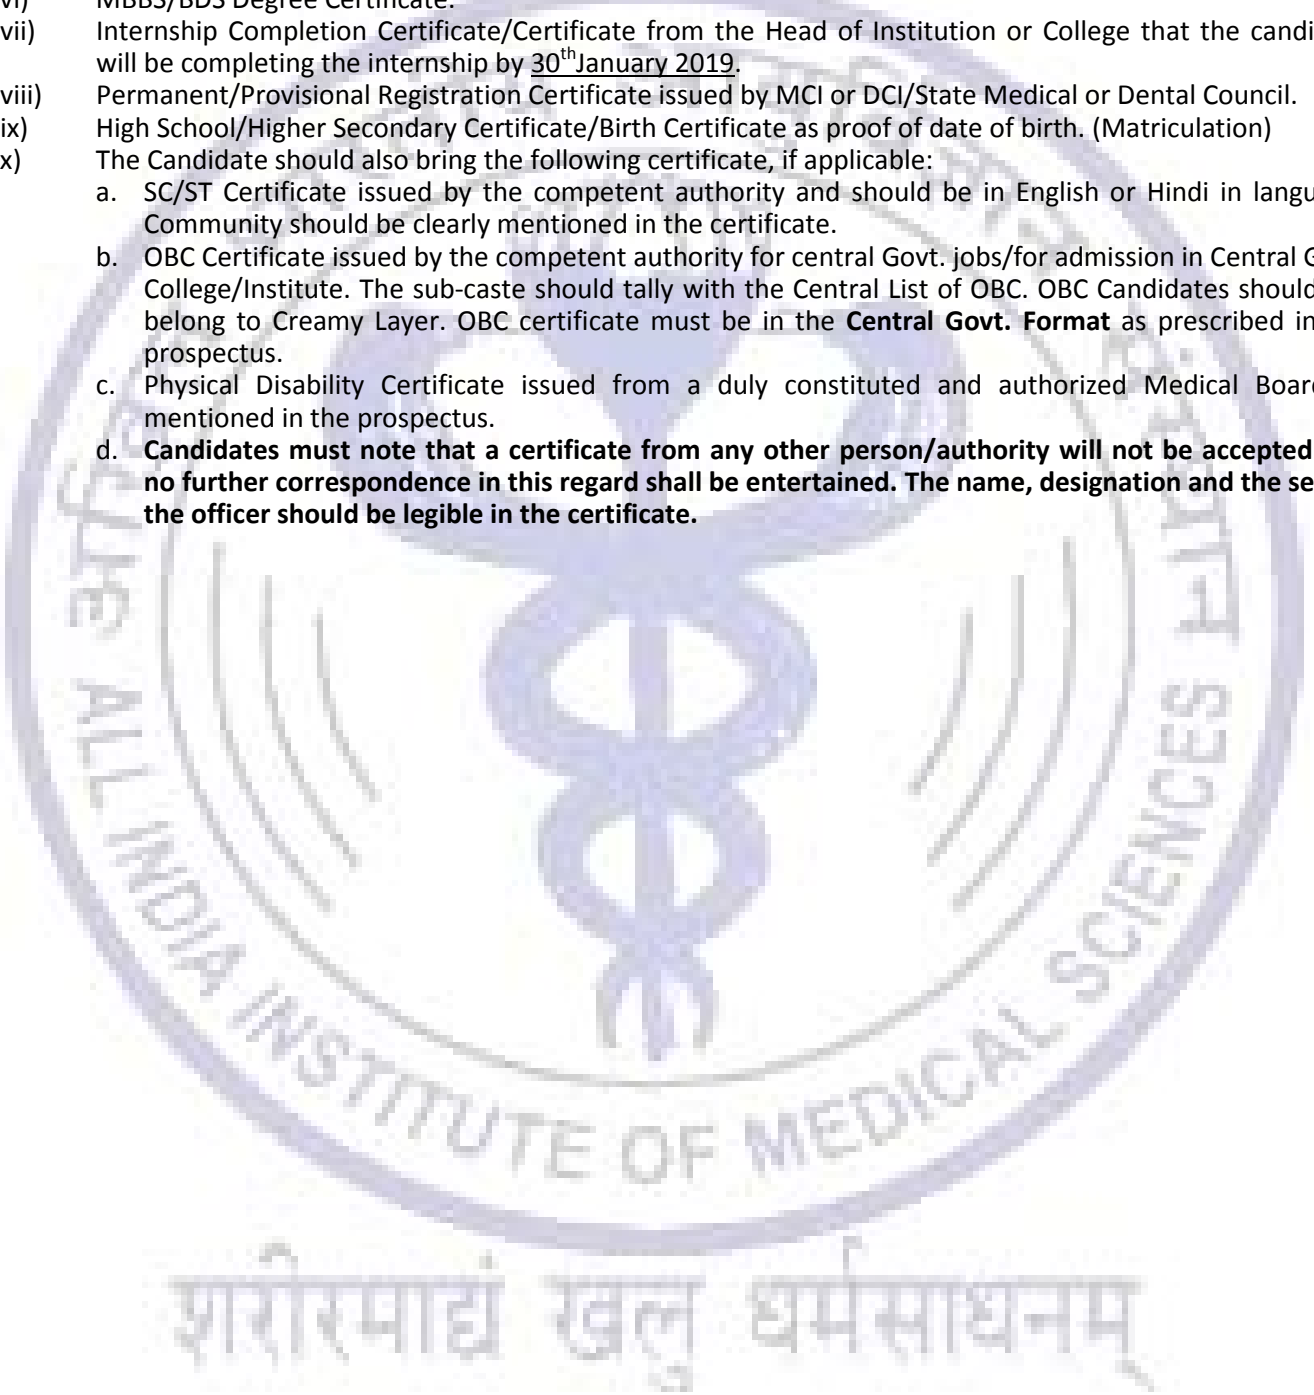 vi) MBBS/BDS Degree Certificate.
vii) Internship Completion Certificate/Certificate from the Head of Institution or College that the candi
will be completing the internship by 30thJanuary 2019.
viii) Permanent/Provisional Registration Certificate issued by MCI or DCI/State Medical or Dental Council.
ix) High School/Higher Secondary Certificate/Birth Certificate as proof of date of birth. (Matriculation)
x) The Candidate should also bring the following certificate, if applicable:
a. SC/ST Certificate issued by the competent authority and should be in English or Hindi in langu
Community should be clearly mentioned in the certificate.
b. OBC Certificate issued by the competent authority for central Govt. jobs/for admission in Central G
College/Institute. The sub-caste should tally with the Central List of OBC. OBC Candidates should
belong to Creamy Layer. OBC certificate must be in the Central Govt. Format as prescribed in
prospectus.
c. Physical Disability Certificate issued from a duly constituted and authorized Medical Board
mentioned in the prospectus.
d. Candidates must note that a certificate from any other person/authority will not be accepted
no further correspondence in this regard shall be entertained. The name, designation and the se
the officer should be legible in the certificate.
ALL INDIA INSTITUTE OF MEDICAL SCIENCES
शरीरमाद्यं खलु धर्मसाधनम्